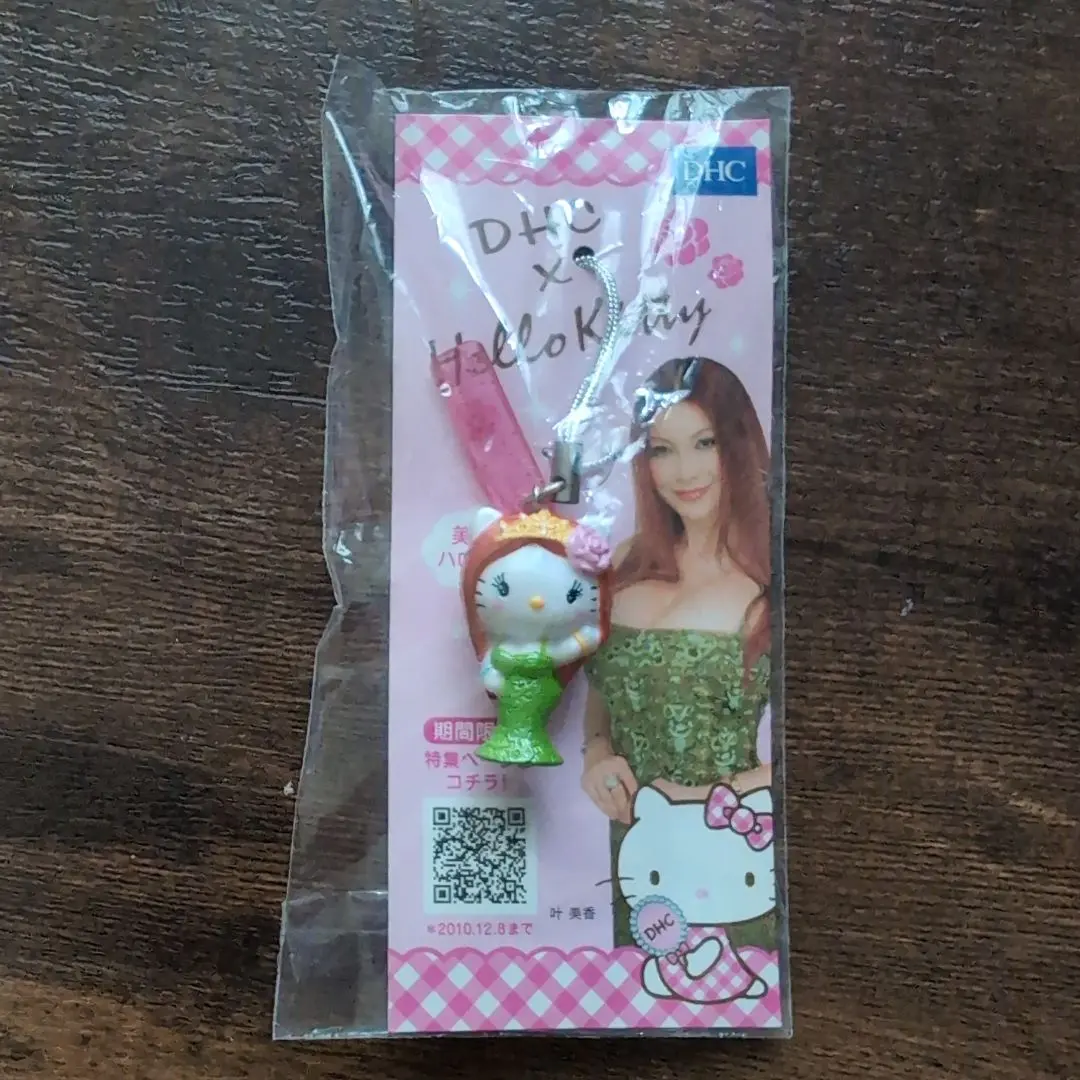 DHC
DHC
×
Hello Kitty
美
ハロ
期間限
特集ペー
コチラ!
叶 美香
*2010.12.8まで
DHC